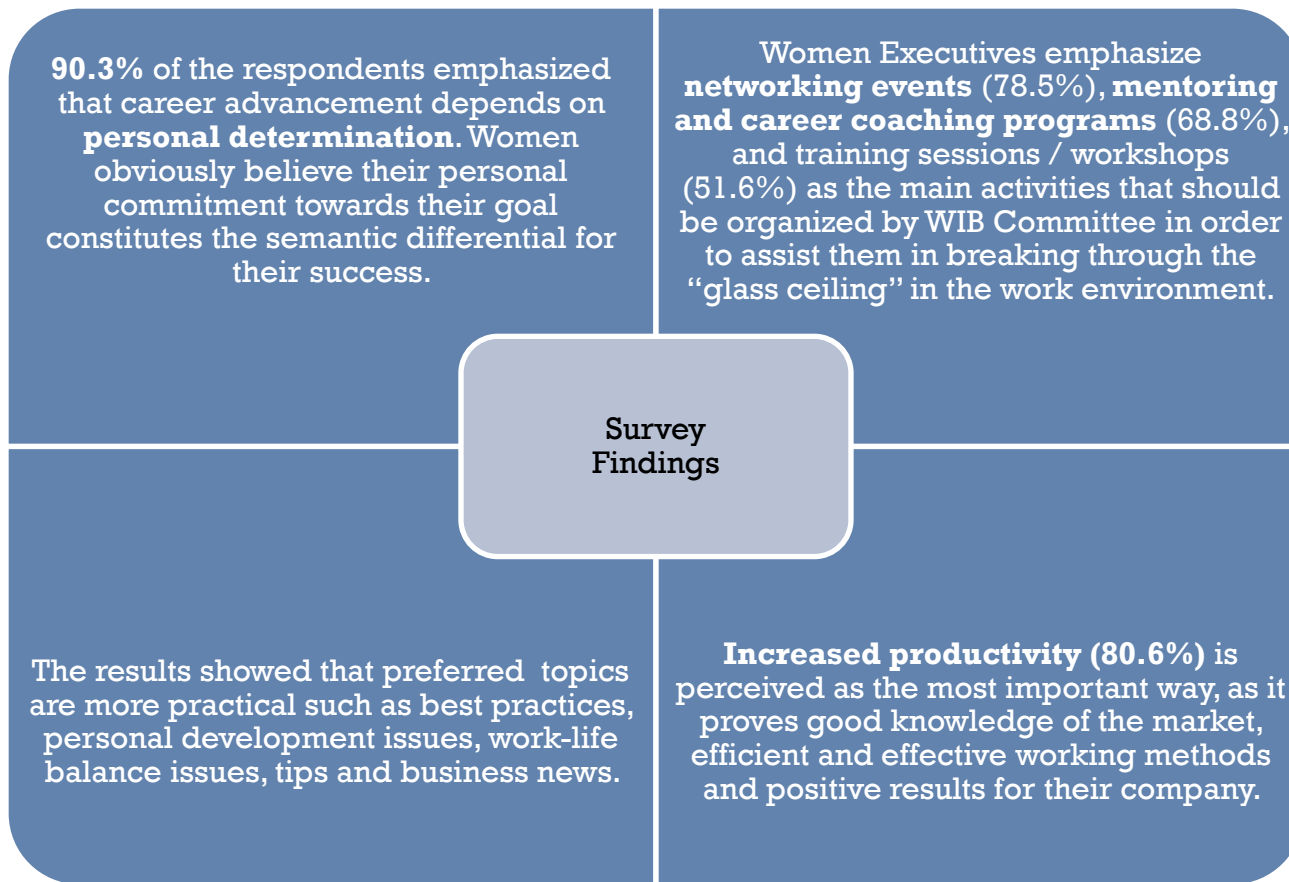 90.3% of the respondents emphasized
that career advancement depends on
personal determination. Women
obviously believe their personal
commitment towards their goal
constitutes the semantic differential for
their success.
Women Executives emphasize
networking events (78.5%), mentoring
and career coaching programs (68.8%),
and training sessions / workshops
(51.6%) as the main activities that should
be organized by WIB Committee in order
to assist them in breaking through the
“glass ceiling” in the work environment.
Survey
Findings
The results showed that preferred topics
are more practical such as best practices,
personal development issues, work-life
balance issues, tips and business news.
Increased productivity (80.6%) is
perceived as the most important way, as it
proves good knowledge of the market,
efficient and effective working methods
and positive results for their company.